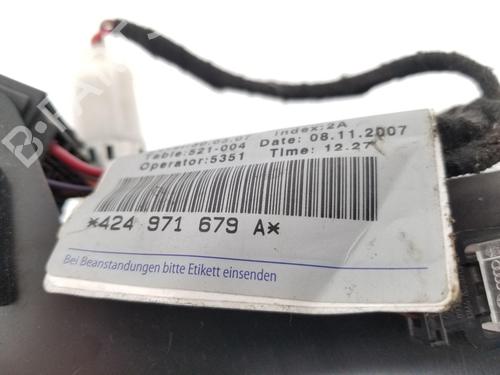 Index:2A
Table:521-004 Date: 08.11.2007
Operator:5351 Time: 12.27
*424 971 679 A*
Bei Beanstandungen bitte Etikett einsenden
B-PARTS